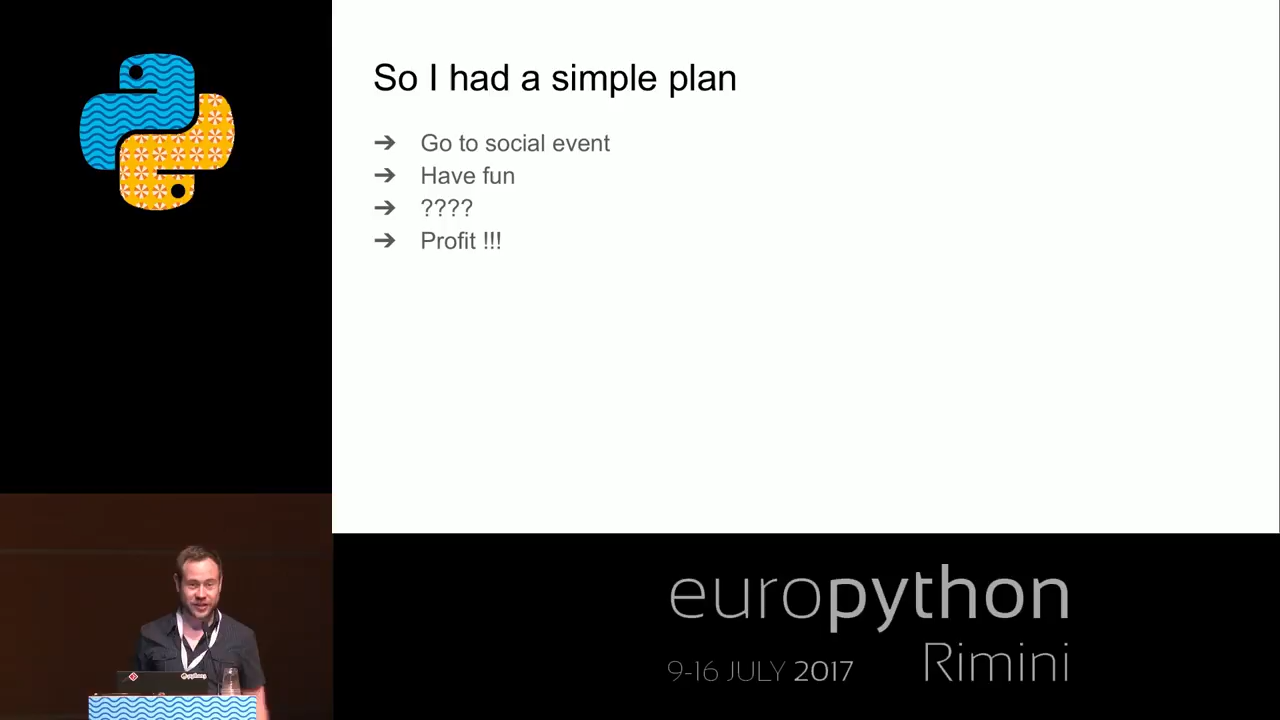 So I had a simple plan
➔ Go to social event
➔ Have fun
➔ ????
➔ Profit !!!
europython
Rimini
9-16 JULY 2017